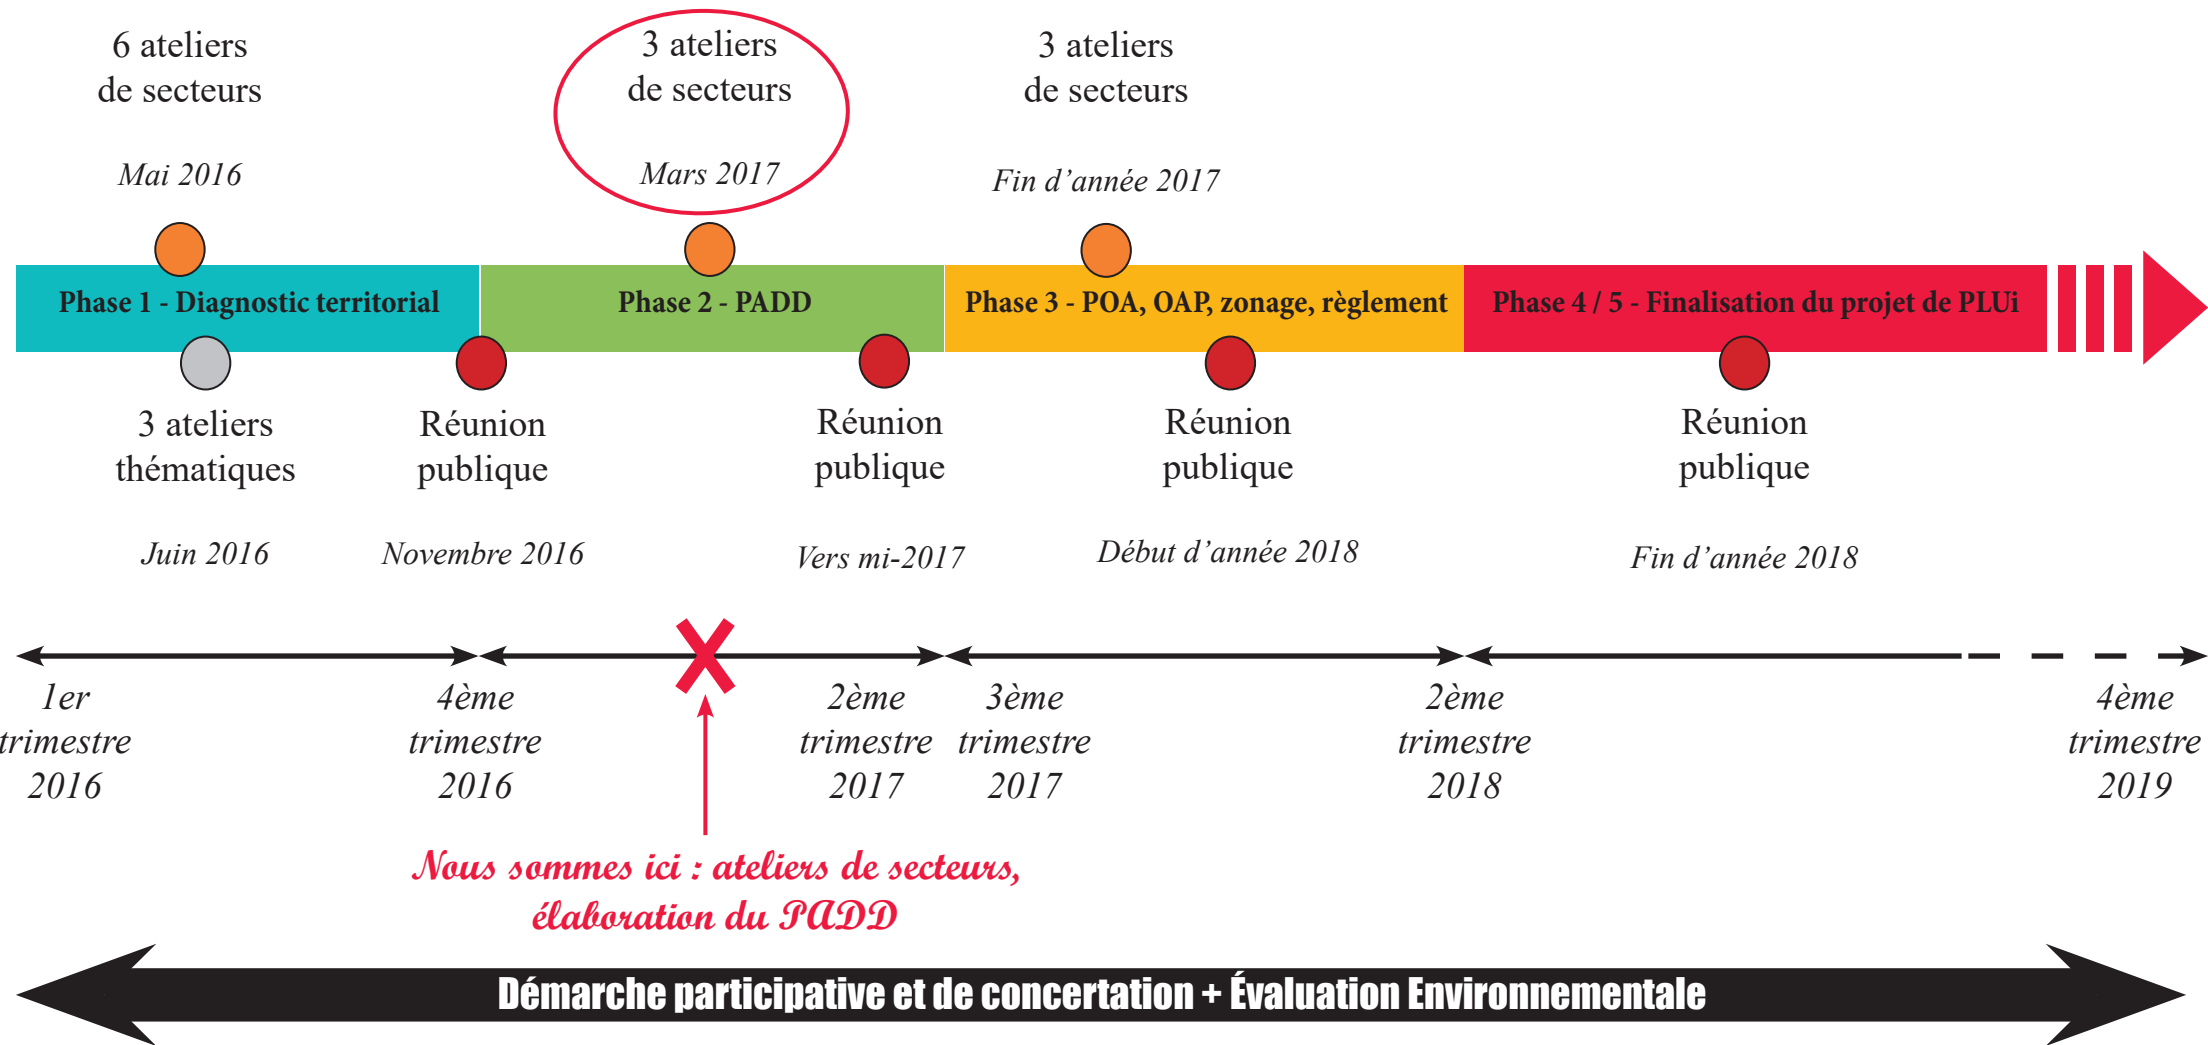 6 ateliers
de secteurs
Mai 2016
3 ateliers
de secteurs
Mars 2017
3 ateliers
de secteurs
Fin d’année 2017
Phase 1 - Diagnostic territorial
Phase 2 - PADD
Phase 3 - POA, OAP, zonage, règlement
Phase 4 / 5 - Finalisation du projet de PLUi
3 ateliers
thématiques
Juin 2016
Réunion
publique
Novembre 2016
Réunion
publique
Vers mi-2017
Réunion
publique
Début d’année 2018
Réunion
publique
Fin d’année 2018
1er
trimestre
2016
4ème
trimestre
2016
2ème
trimestre
2017
3ème
trimestre
2017
2ème
trimestre
2018
4ème
trimestre
2019
Nous sommes ici : ateliers de secteurs,
élaboration du PADD
Démarche participative et de concertation + Évaluation Environnementale